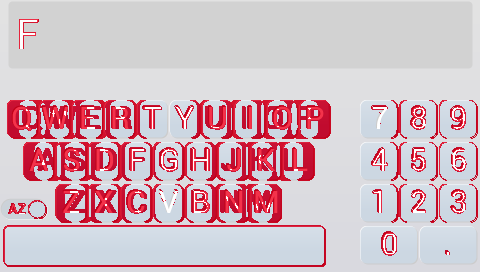 F
QWERTYUIOP 789
ASDFGHJKL 456
AZ ZXCVBNM 123
0 .